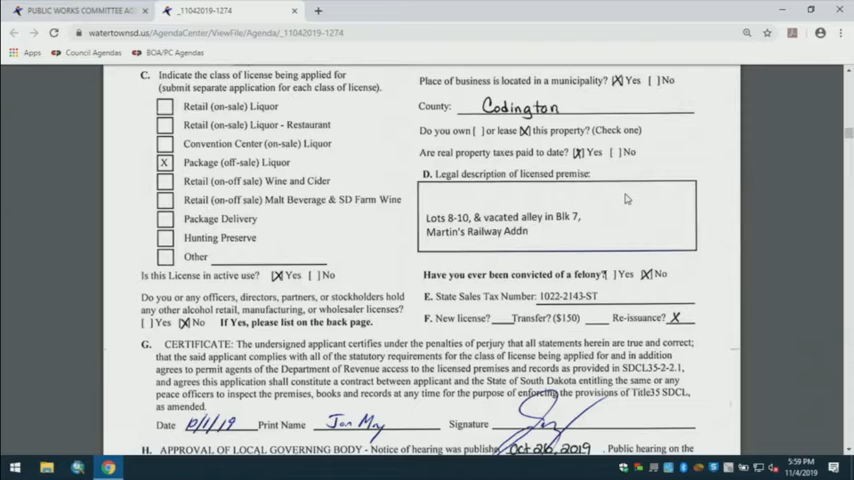 PUBLIC WORKS COMMITTEE AG
_11042019-1274
watertownsd.us/AgendaCenter/ViewFile/Agenda/_11042019-1274
Apps
Council Agendas
BOA/PC Agendas
C. Indicate the class of license being applied for
(submit separate application for each class of license).
Retail (on-sale) Liquor
Retail (on-sale) Liquor - Restaurant
Convention Center (on-sale) Liquor
X Package (off-sale) Liquor
Retail (on-off sale) Wine and Cider
Retail (on-off sale) Malt Beverage & SD Farm Wine
Package Delivery
Hunting Preserve
Other
Is this License in active use? [X] Yes [ ] No
Do you or any officers, directors, partners, or stockholders hold
any other alcohol retail, manufacturing, or wholesaler licenses?
[ ] Yes [X] No If Yes, please list on the back page.
Place of business is located in a municipality? [X] Yes [ ] No
County: Codington
Do you own [ ] or lease [X] this property? (Check one)
Are real property taxes paid to date? [X] Yes [ ] No
D. Legal description of licensed premise:
Lots 8-10, & vacated alley in Blk 7,
Martin's Railway Addn
Have you ever been convicted of a felony? [ ] Yes [X] No
E. State Sales Tax Number: 1022-2143-ST
F. New license? Transfer? ($150) Re-issuance? X
G. CERTIFICATE: The undersigned applicant certifies under the penalties of perjury that all statements herein are true and correct;
that the said applicant complies with all of the statutory requirements for the class of license being applied for and in addition
agrees to permit agents of the Department of Revenue access to the licensed premises and records as provided in SDCL35-2-2.1,
and agrees this application shall constitute a contract between applicant and the State of South Dakota entitling the same or any
peace officers to inspect the premises, books and records at any time for the purpose of enforcing the provisions of Title35 SDCL,
as amended.
Date 10/1/19 Print Name Signature
H. APPROVAL OF LOCAL GOVERNING BODY - Notice of hearing was published Oct 26, 2019. Public hearing on the
5:59 PM
11/4/2019